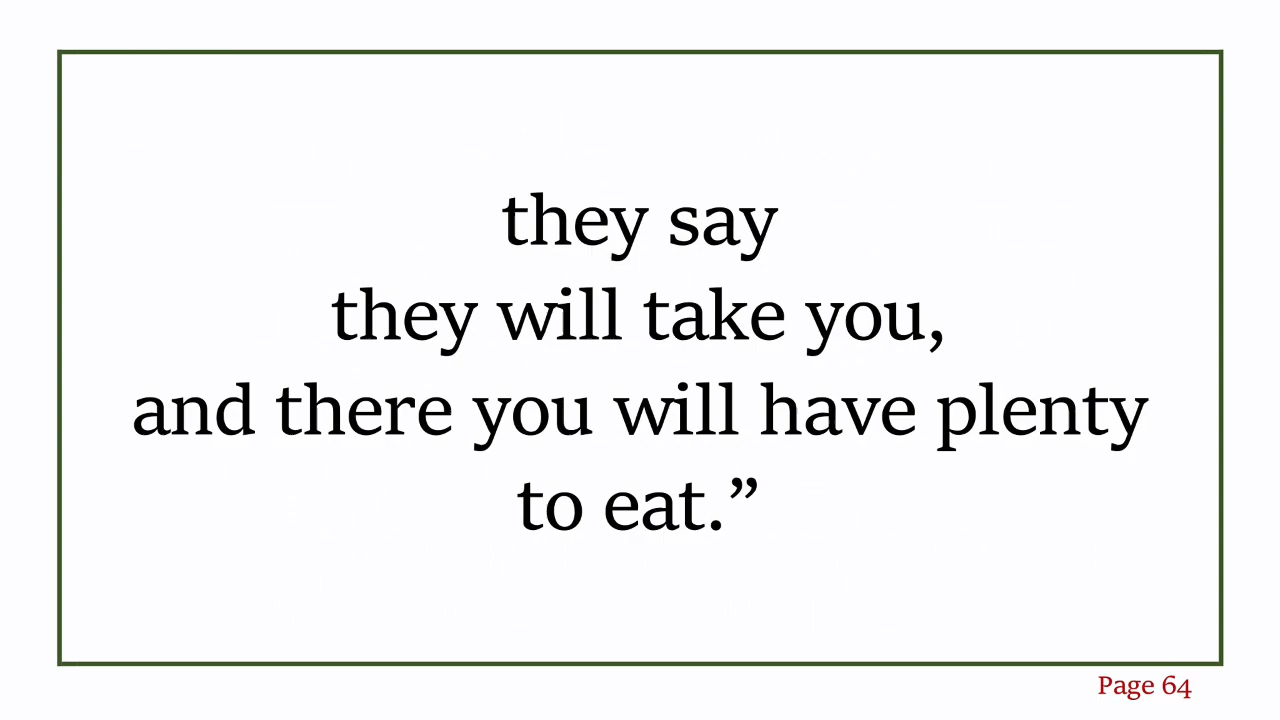 they say
they will take you,
and there you will have plenty
to eat.”
Page 64